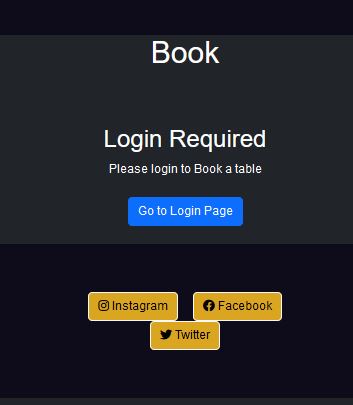 Book
Login Required
Please login to Book a table
Go to Login Page
Instagram Facebook
Twitter